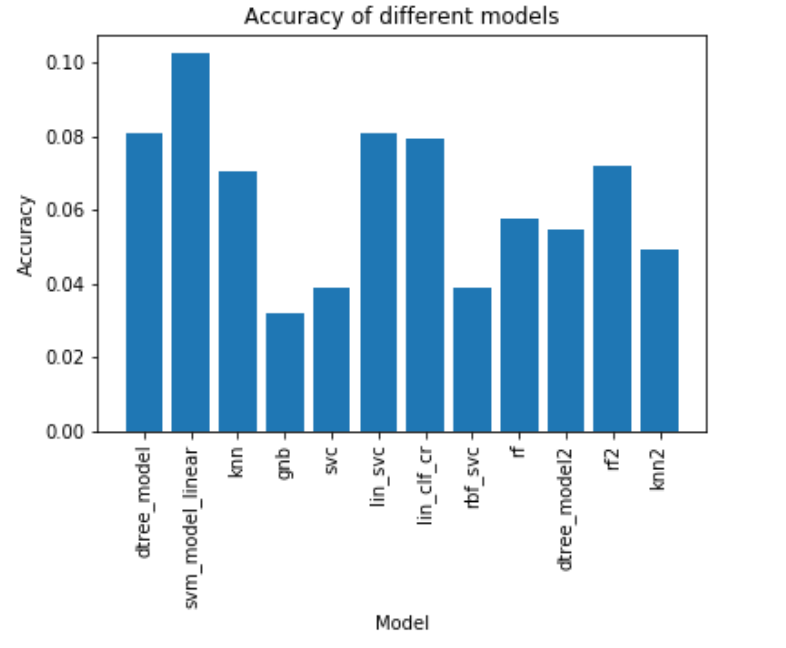 Accuracy of different models
Accuracy
0.10
0.08
0.06
0.04
0.02
0.00
dtree_model
svm_model_linear
knn
gnb
svc
lin_svc
lin_clf_cr
rbf_svc
rf
dtree_model2
rf2
knn2
Model